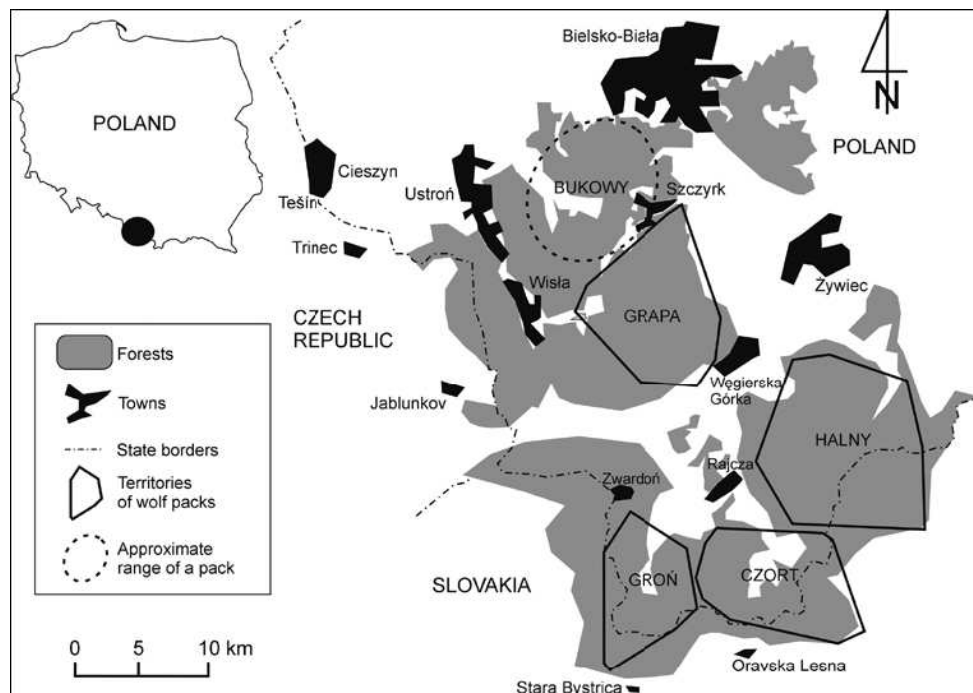 POLAND
Bielsko-Biała
N
POLAND
Cieszyn
Tešín
Ustroń
BUKOWY
Szczyrk
Trinec
Wisła
Żywiec
CZECH
REPUBLIC
GRAPA
Forests
Towns
Jablunkov
Węgierska
Górka
HALNY
State borders
Rajcza
Zwardoń
Territories
of wolf packs
Approximate
range of a pack
SLOVAKIA
GROŃ
CZORT
0 5 10 km
Oravska Lesna
Stara Bystrica